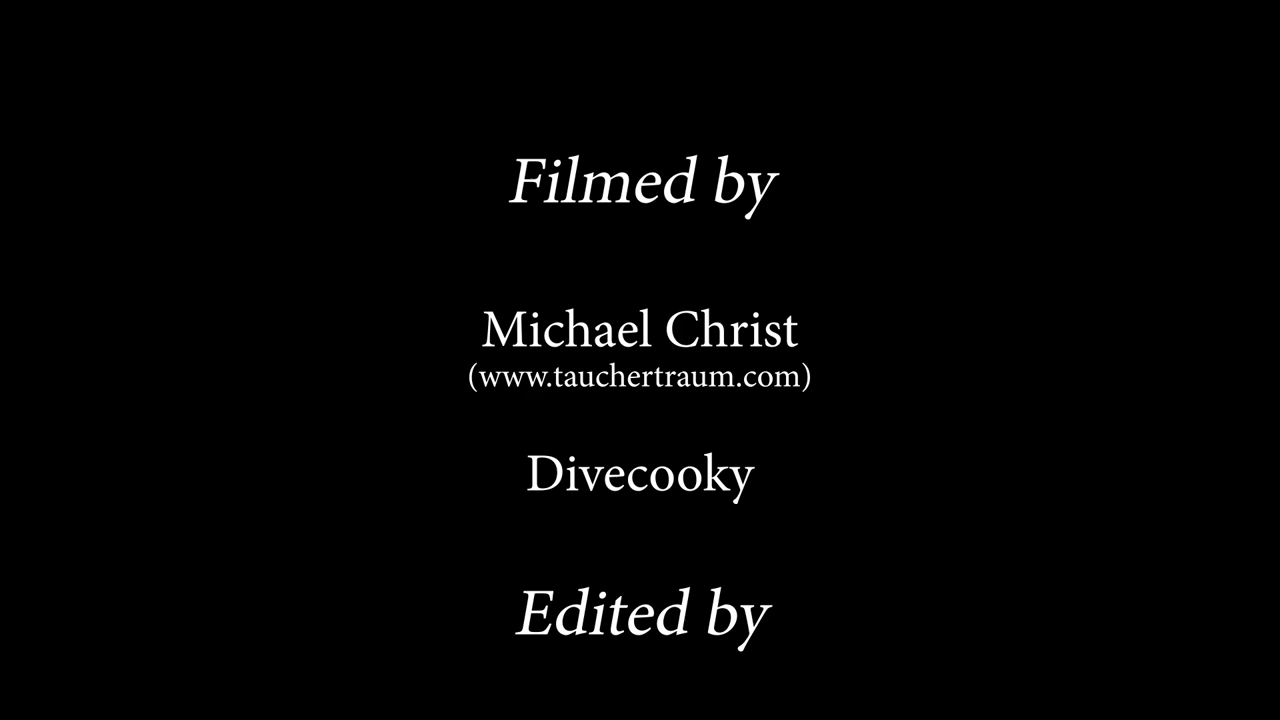 Filmed by
Michael Christ
(www.tauchertraum.com)
Divecooky
Edited by